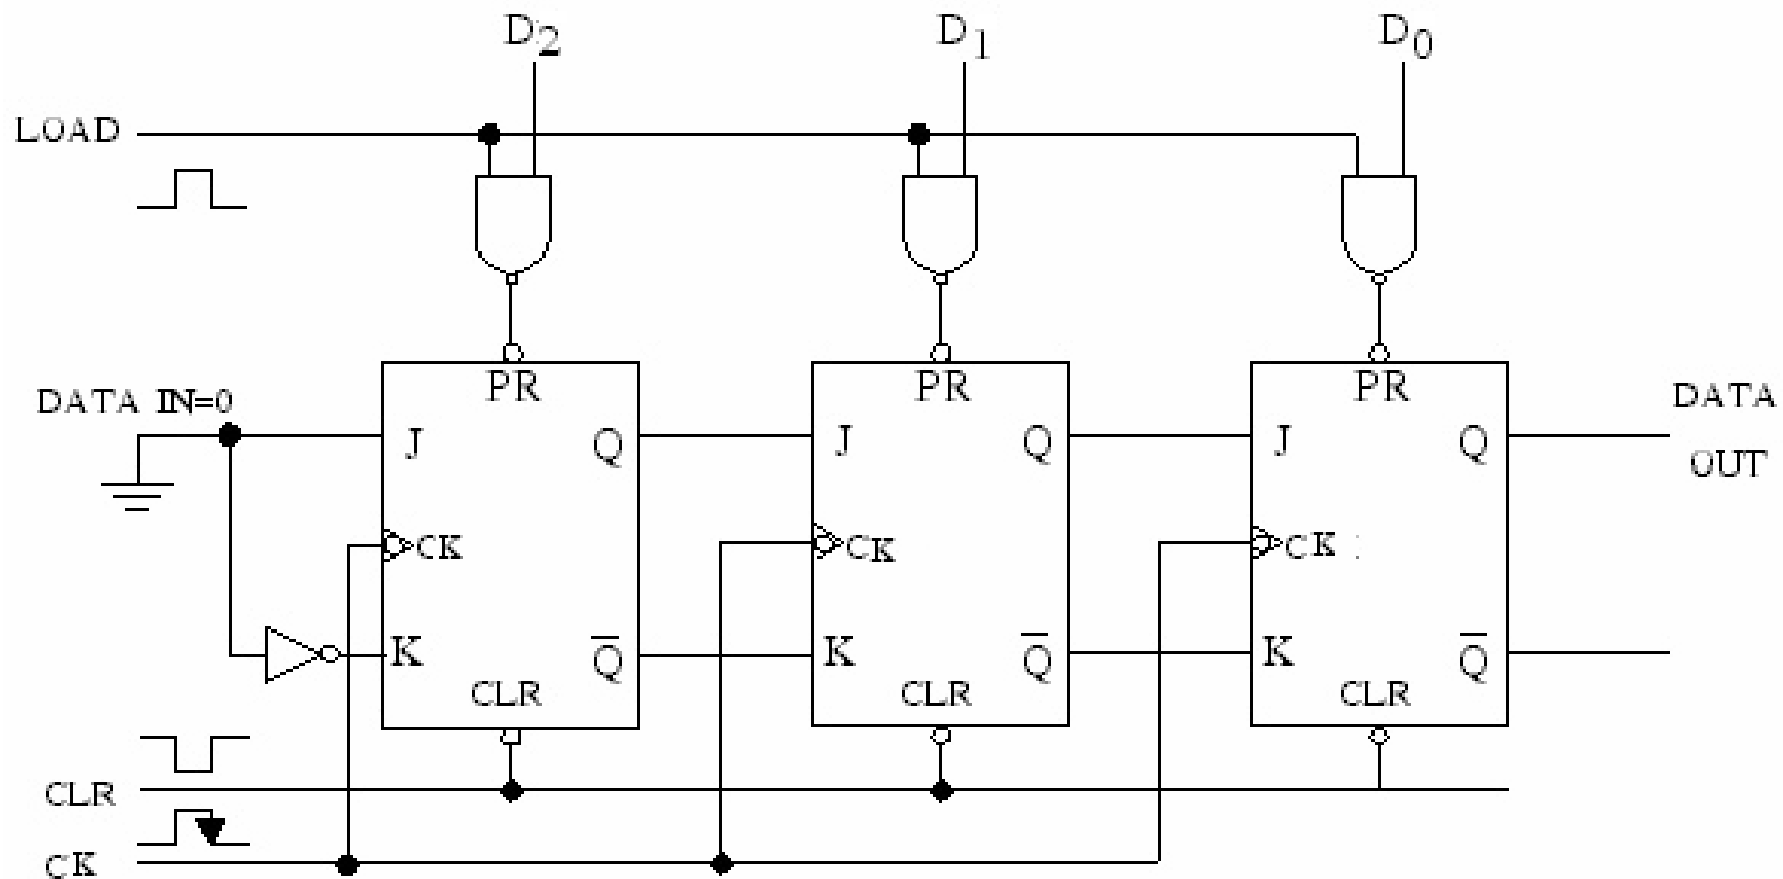 D2 D1 D0
LOAD
PR PR PR
DATA IN=0 DATA
J Q J Q J Q
OUT
CK CK CK
K Q̅ K Q̅ K Q̅
CLR CLR CLR
CLR
CK